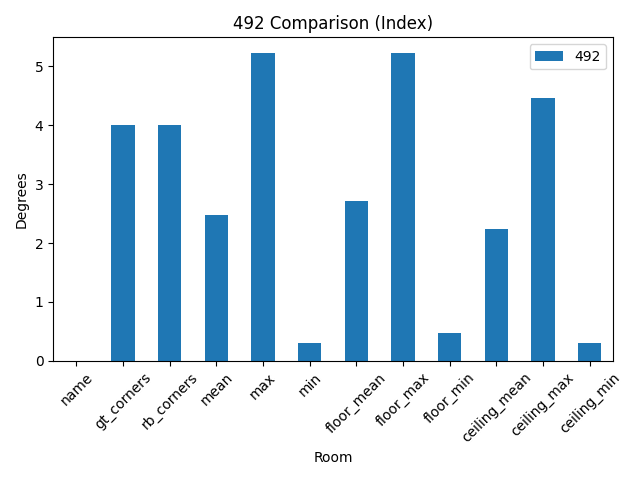 492 Comparison (Index)
492
Degrees
5
4
3
2
1
0
name
gt_corners
rb_corners
mean
max
min
floor_mean
floor_max
floor_min
ceiling_mean
ceiling_max
ceiling_min
Room